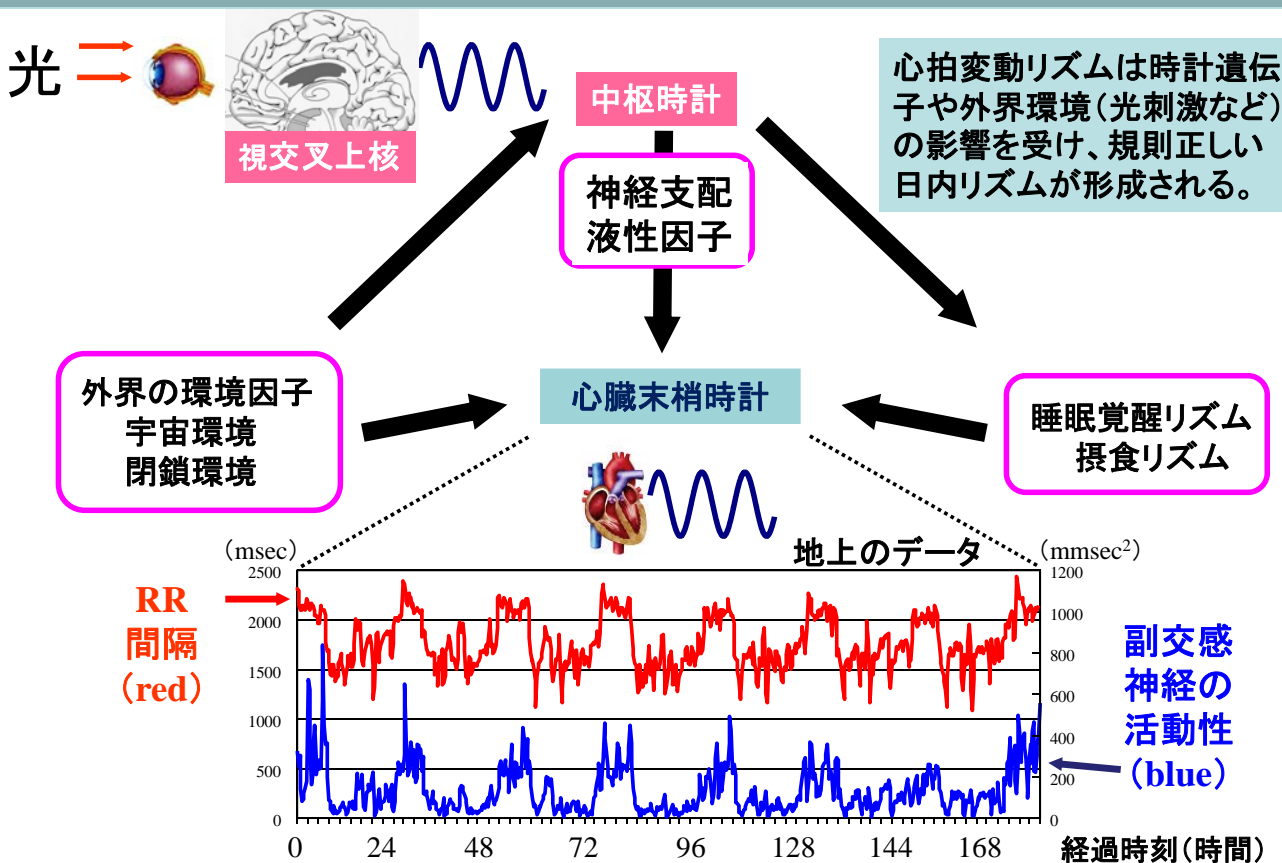 光
視交叉上核
中枢時計
心拍変動リズムは時計遺伝
子や外界環境（光刺激など）
の影響を受け、規則正しい
日内リズムが形成される。
神経支配
液性因子
外界の環境因子
宇宙環境
閉鎖環境
心臓末梢時計
睡眠覚醒リズム
摂食リズム
地上のデータ
（msec）
（mmsec²）
RR
間隔
（red）
2500
2000
1500
1000
500
0
1200
1000
800
600
400
200
0
副交感
神経の
活動性
（blue）
0 24 48 72 96 128 144 168 経過時刻（時間）